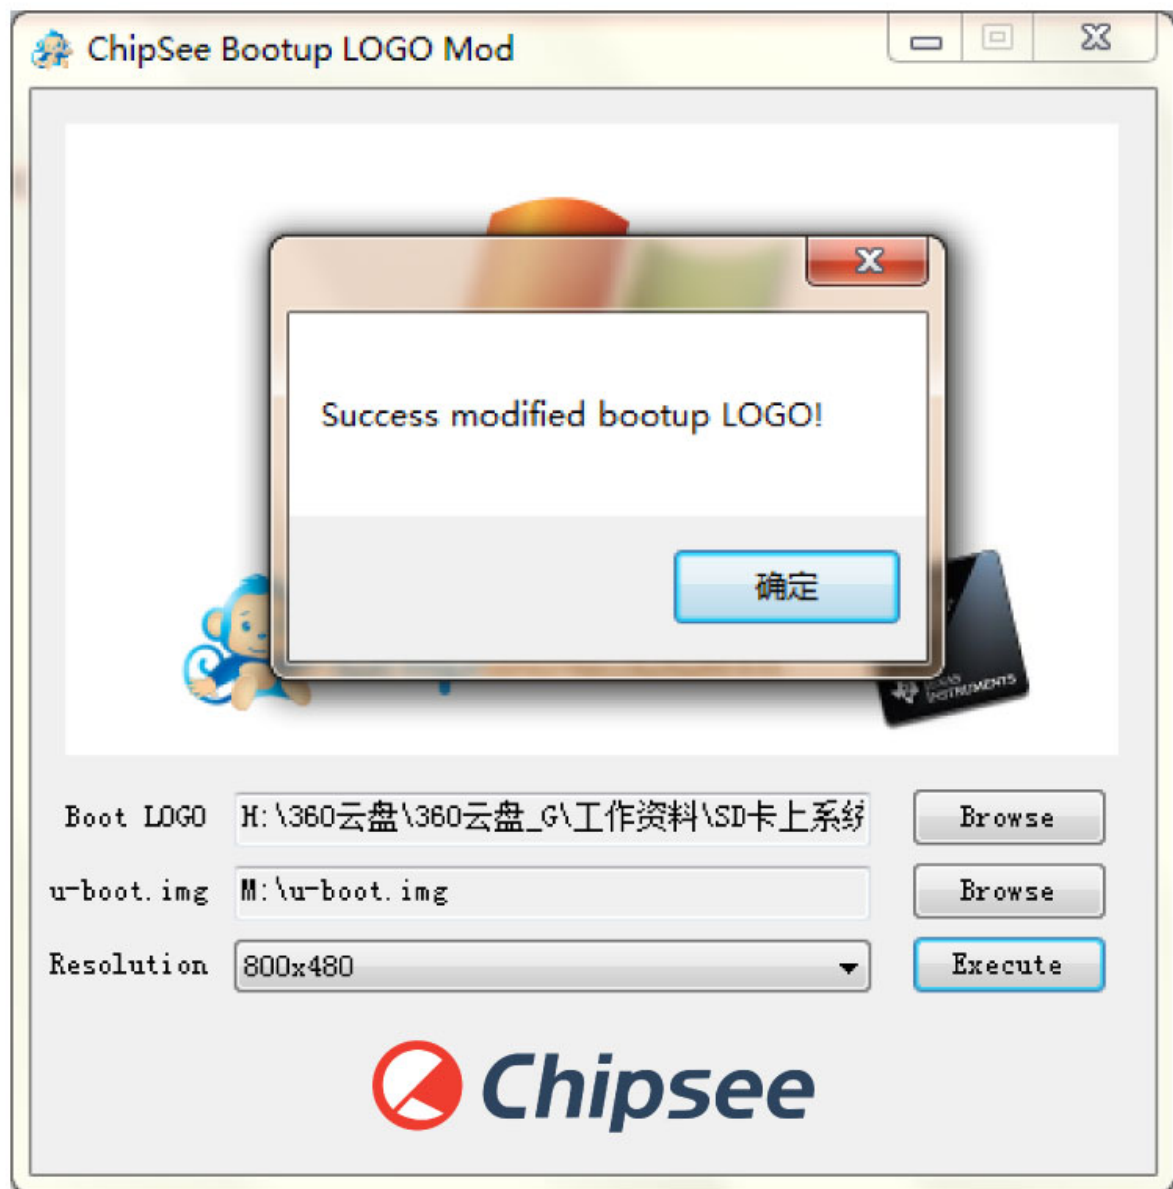 ChipSee Bootup LOGO Mod
Success modified bootup LOGO!
确定
INSTRUMENTS
Boot LOGO H:\360云盘\360云盘_G\工作资料\SD卡上系统 Browse
u-boot.img M:\u-boot.img Browse
Resolution 800x480 Execute
Chipsee